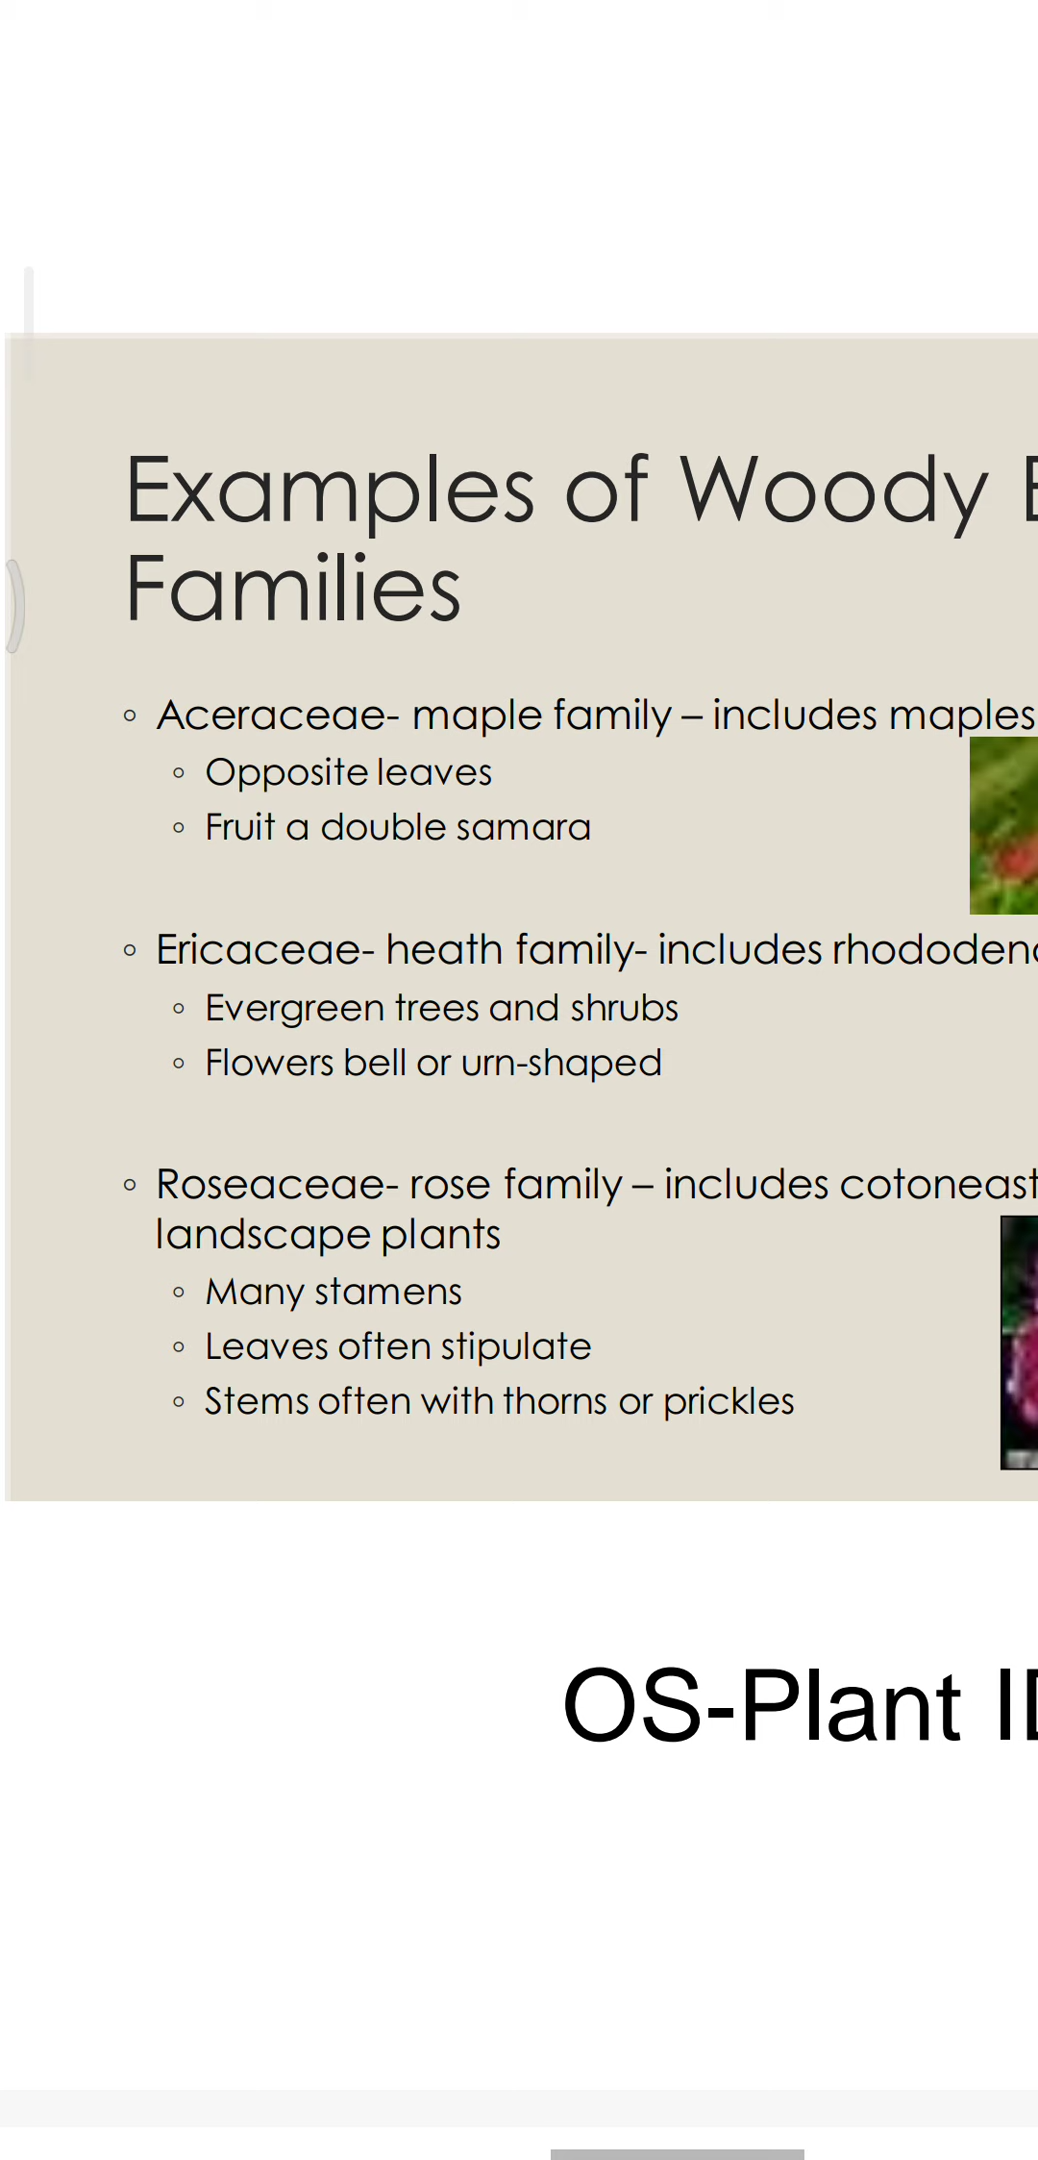 Examples of Woody
Families
◦ Aceraceae- maple family – includes maples
◦ Opposite leaves
◦ Fruit a double samara
◦ Ericaceae- heath family- includes
◦ Evergreen trees and shrubs
◦ Flowers bell or urn-shaped
◦ Roseaceae- rose family – includes
landscape plants
◦ Many stamens
◦ Leaves often stipulate
◦ Stems often with thorns or prickles
OS-Plant